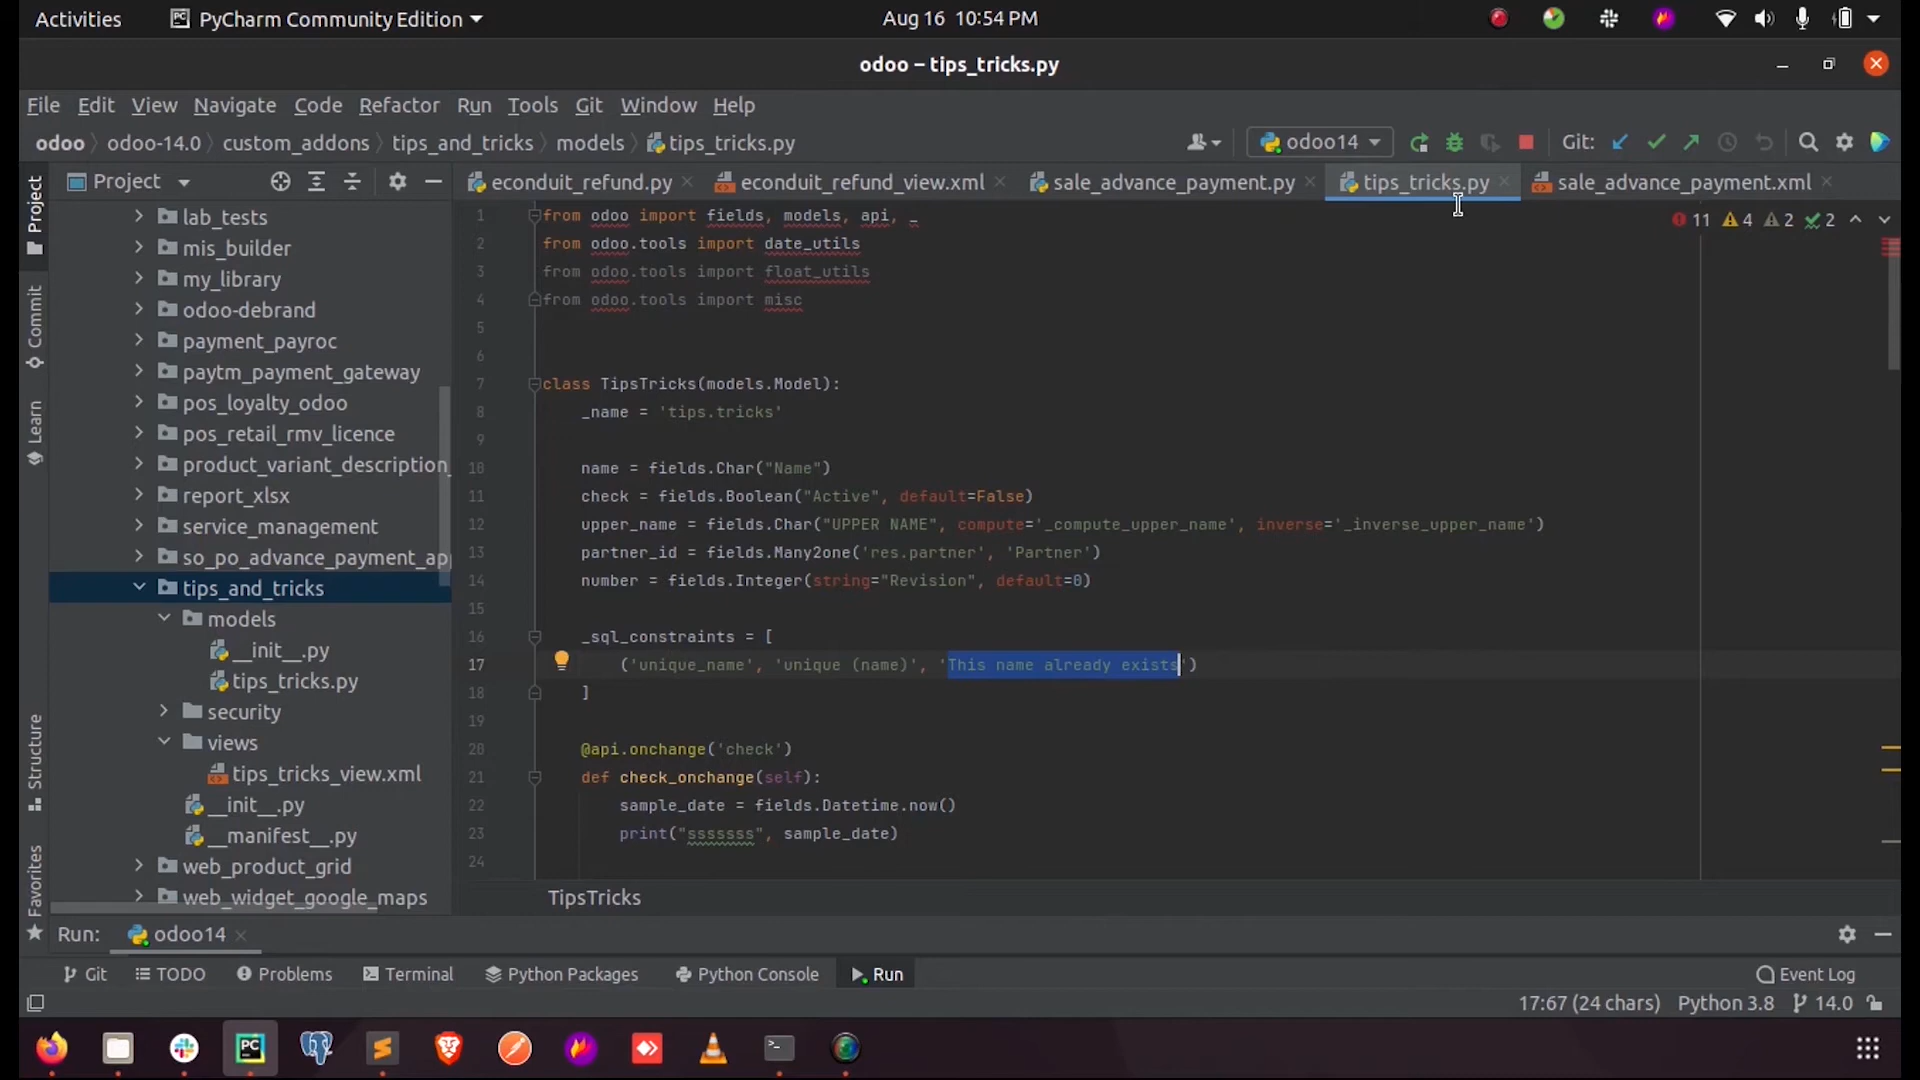 Activities
PyCharm Community Edition
Aug 16 10:54 PM
odoo – tips_tricks.py
File Edit View Navigate Code Refactor Run Tools Git Window Help
odoo odoo-14.0 custom_addons tips_and_tricks models tips_tricks.py
odoo14
Git:
Project
econduit_refund.py econduit_refund_view.xml sale_advance_payment.py tips_tricks.py sale_advance_payment.xml
11 4 2 2
Project
Commit
Learn
Structure
Favorites
lab_tests
mis_builder
my_library
odoo-debrand
payment_payroc
paytm_payment_gateway
pos_loyalty_odoo
pos_retail_rmv_licence
product_variant_description_
report_xlsx
service_management
so_po_advance_payment_ap
tips_and_tricks
models
__init__.py
tips_tricks.py
security
views
tips_tricks_view.xml
__init__.py
__manifest__.py
web_product_grid
web_widget_google_maps
1 from odoo import fields, models, api, _
2 from odoo.tools import date_utils
3 from odoo.tools import float_utils
4 from odoo.tools import misc
5
6
7 class TipsTricks(models.Model):
8 _name = 'tips.tricks'
9
10 name = fields.Char("Name")
11 check = fields.Boolean("Active", default=False)
12 upper_name = fields.Char("UPPER NAME", compute='_compute_upper_name', inverse='_inverse_upper_name')
13 partner_id = fields.Many2one('res.partner', 'Partner')
14 number = fields.Integer(string="Revision", default=0)
15
16 _sql_constraints = [
17 ('unique_name', 'unique (name)', 'This name already exists')
18 ]
19
20 @api.onchange('check')
21 def check_onchange(self):
22 sample_date = fields.Datetime.now()
23 print("sssssss", sample_date)
24
TipsTricks
Run: odoo14
Git TODO Problems Terminal Python Packages Python Console Run Event Log
17:67 (24 chars) Python 3.8 14.0